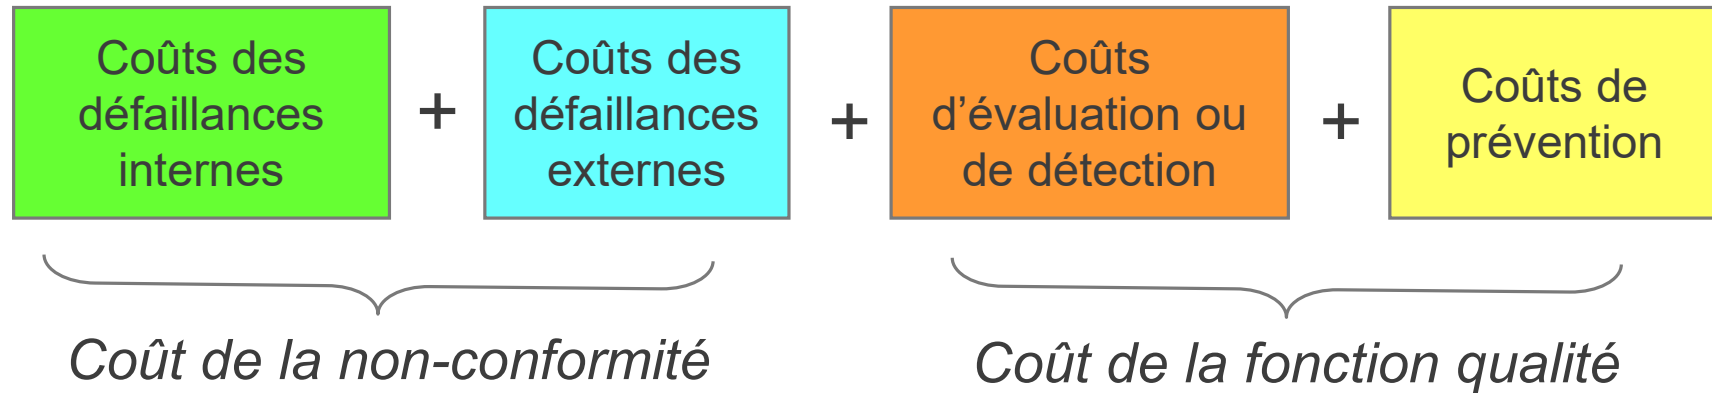 Coûts des
défaillances
internes
+
Coûts des
défaillances
externes
+
Coûts
d’évaluation ou
de détection
+
Coûts de
prévention
Coût de la non-conformité
Coût de la fonction qualité